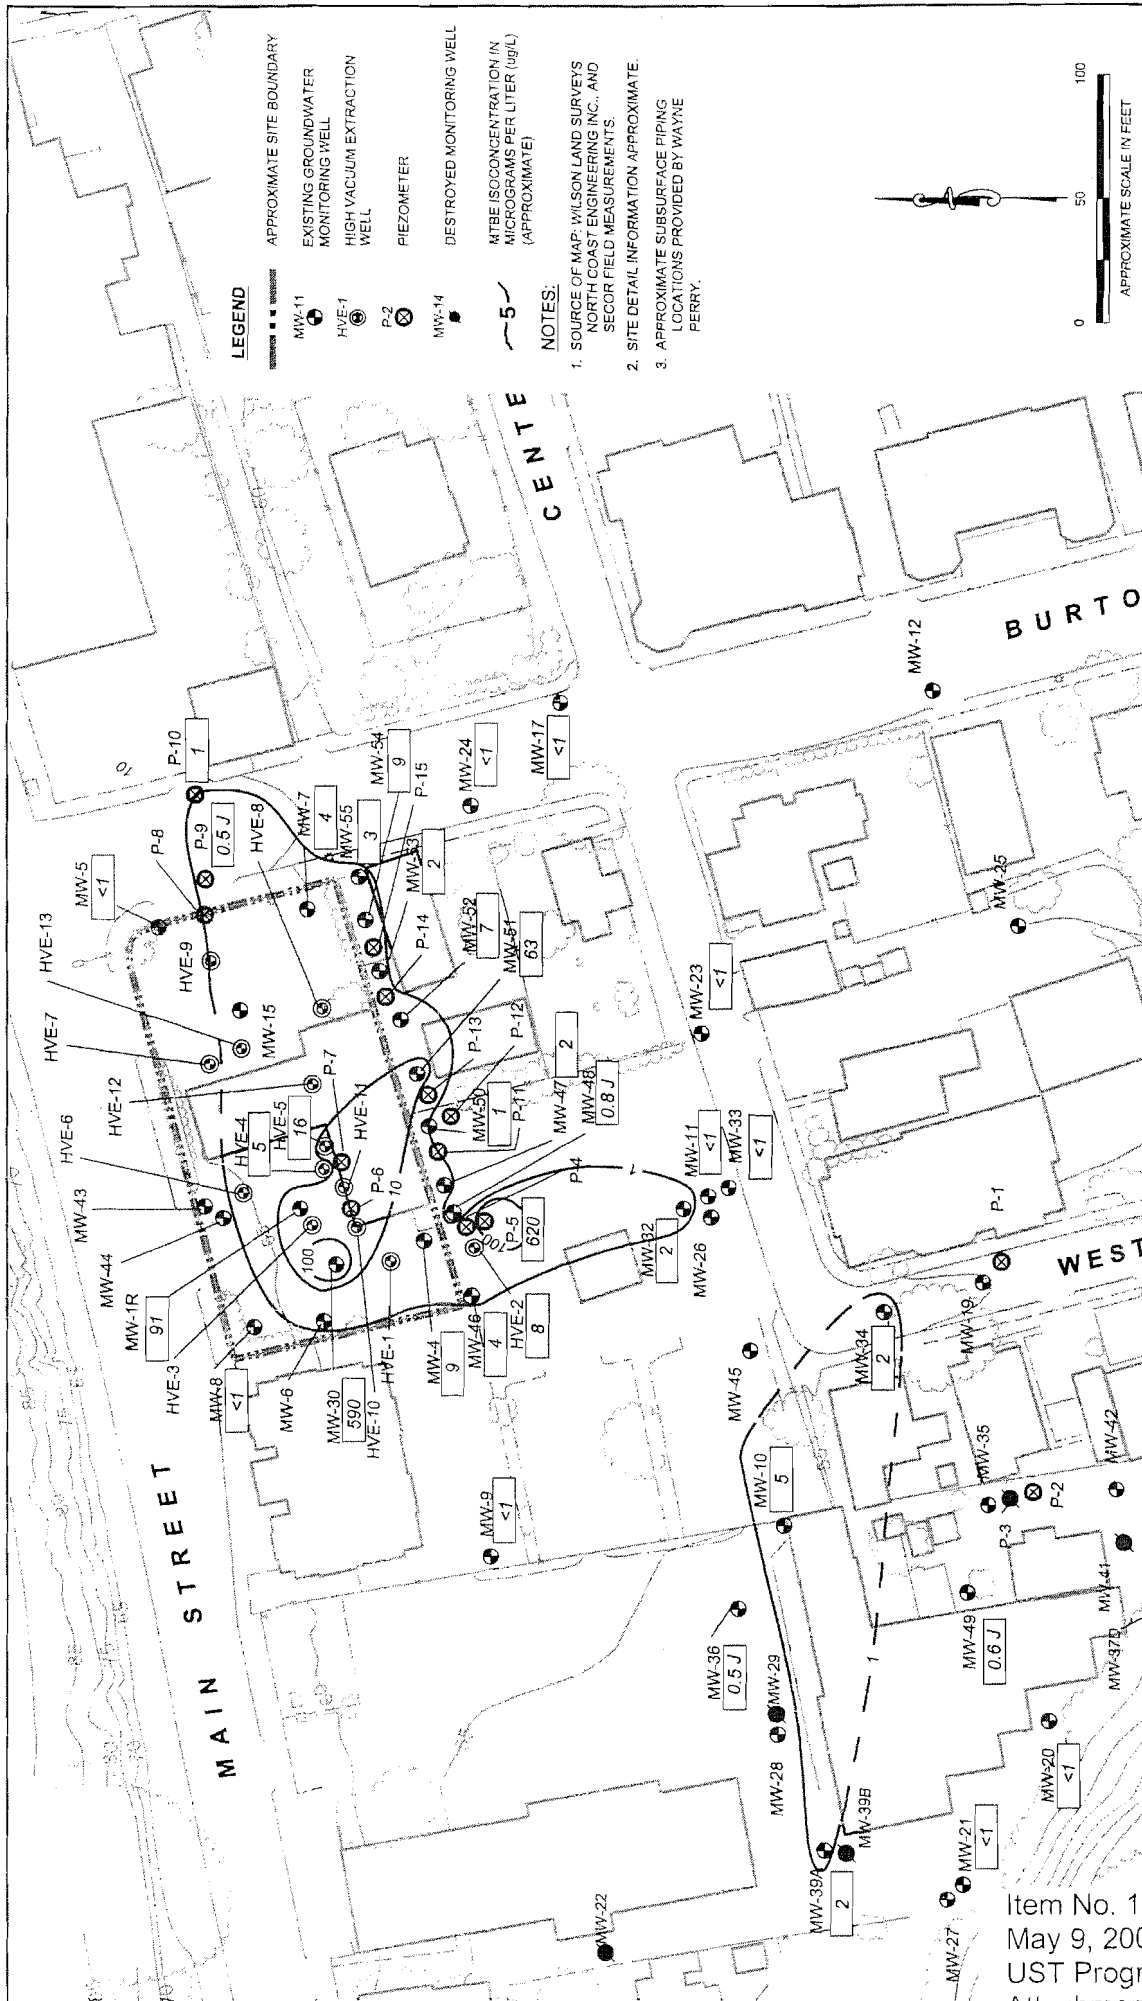 LEGEND
APPROXIMATE SITE BOUNDARY
MW-11
EXISTING GROUNDWATER
MONITORING WELL
HVE-1
HIGH VACUUM EXTRACTION
WELL
P-2
PIEZOMETER
MW-14
DESTROYED MONITORING WELL
5
MTBE ISOCONCENTRATION IN
MICROGRAMS PER LITER (ug/L)
(APPROXIMATE)
NOTES:
1. SOURCE OF MAP: WILSON LAND SURVEYS
NORTH COAST ENGINEERING INC., AND
SECOR FIELD MEASUREMENTS.
2. SITE DETAIL INFORMATION APPROXIMATE.
3. APPROXIMATE SUBSURFACE PIPING
LOCATIONS PROVIDED BY WAYNE
PERRY.
0 50 100
APPROXIMATE SCALE IN FEET
MAIN STREET
CENTE
BURTO
WEST
HVE-6
HVE-12
HVE-7
HVE-13
MW-5
<1
P-8
P-9
0.5 J
P-10
1
HVE-9
MW-15
HVE-8
MW-7
4
MW-55
3
MW-54
9
P-15
MW-53
2
P-14
MW-52
7
MW-51
63
P-13
P-12
MW-50
1
P-11
MW-47
2
MW-48
0.8 J
P-4
P-5
620
700
MW-43
MW-44
MW-1R
91
HVE-3
MW-8
<1
MW-6
MW-30
590
100
HVE-10
HVE-1
HVE-4
5
HVE-5
16
P-7
HVE-11
P-6
10
MW-4
9
MW-46
4
HVE-2
8
MW-24
<1
MW-17
<1
MW-12
MW-23
<1
MW-25
MW-11
<1
MW-33
<1
MW-32
2
MW-26
1
P-1
MW-19
MW-45
MW-34
2
MW-10
5
MW-9
<1
MW-36
0.5 J
MW-29
MW-28
MW-35
P-3
P-2
MW-42
MW-41
MW-49
0.6 J
MW-37D
MW-20
<1
1
MW-39B
MW-39A
2
MW-21
<1
MW-27
MW-22
70
65
Item No. 1
May 9, 200
UST Progr